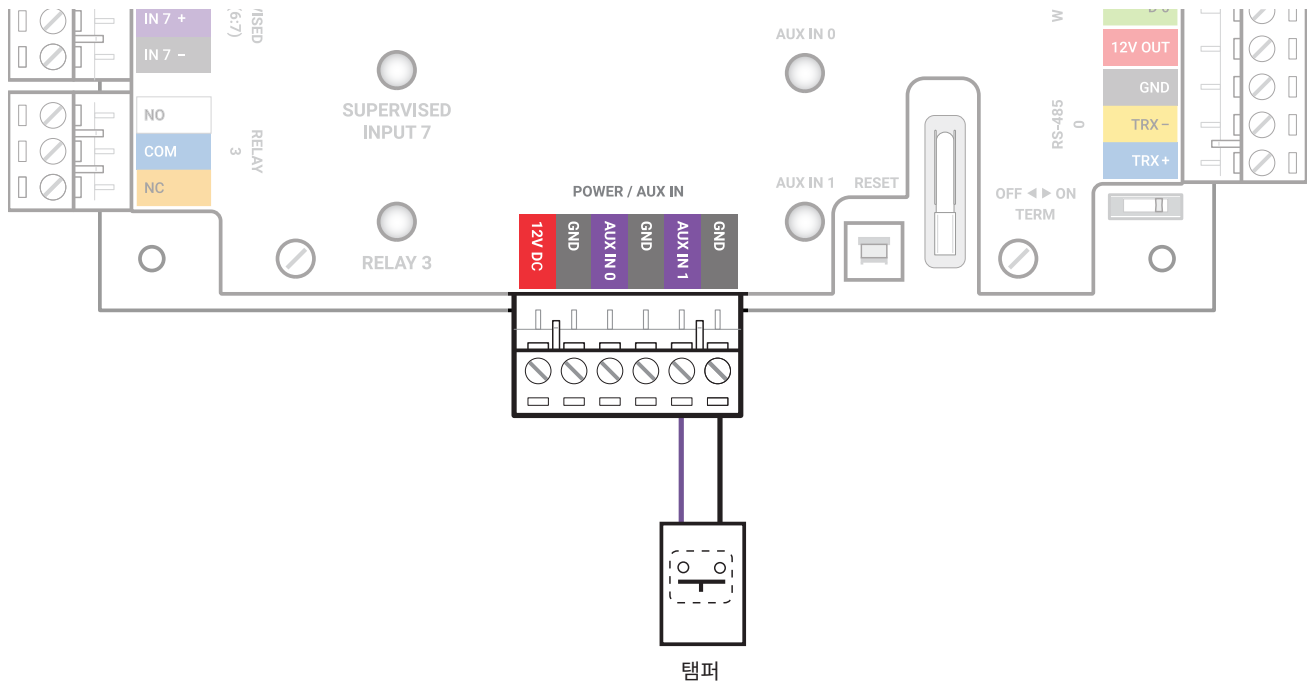 IN 7 +
IN 7 –
NO
COM
NC
RELAY
3
SUPERVISED
INPUT 7
RELAY 3
POWER / AUX IN
12V DC
GND
AUX IN 0
GND
AUX IN 1
GND
AUX IN 0
AUX IN 1
RESET
OFF ◀ ▶ ON
TERM
RS-485
0
12V OUT
GND
TRX –
TRX +
탬퍼